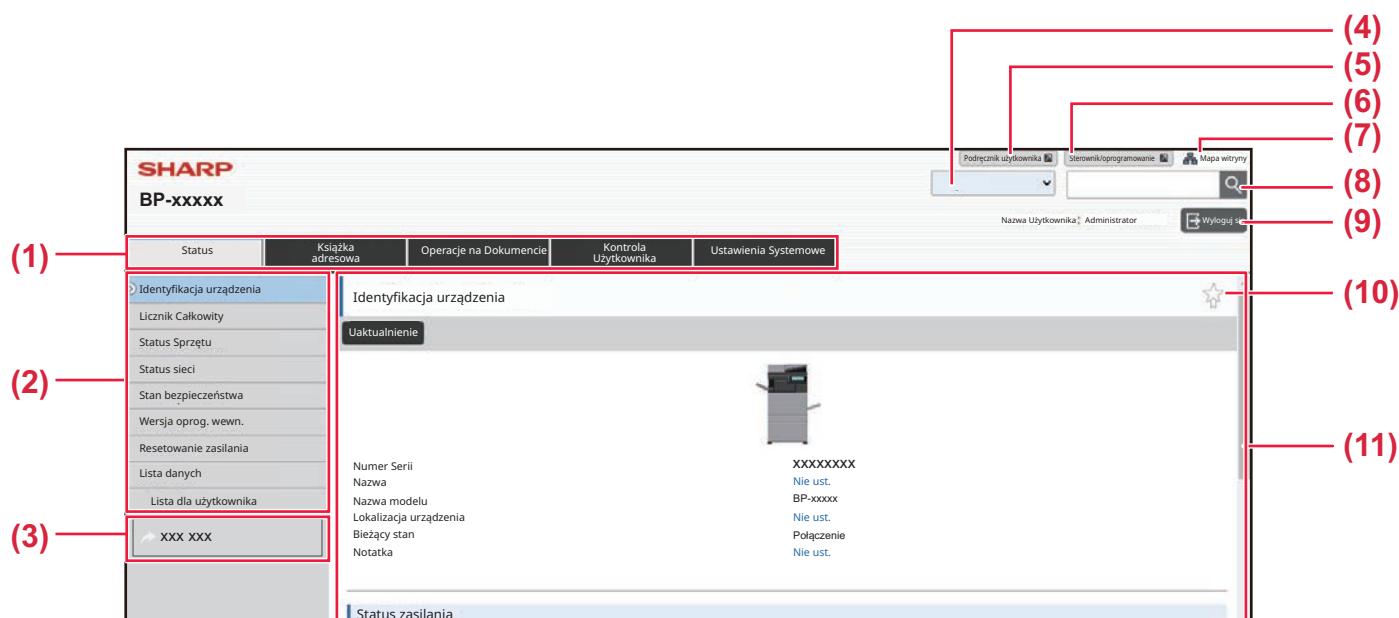 (4)
(5)
(6)
(7)
SHARP
Podręcznik użytkownika
Sterownik/oprogramowanie
Mapa witryny
BP-xxxxx
(8)
Nazwa Użytkownika: Administrator
Wyloguj się
(9)
(1)
Status
Książka adresowa
Operacje na Dokumencie
Kontrola Użytkownika
Ustawienia Systemowe
(2)
Identyfikacja urządzenia
Licznik Całkowity
Status Sprzętu
Status sieci
Stan bezpieczeństwa
Wersja oprog. wewn.
Resetowanie zasilania
Lista danych
Lista dla użytkownika
(3)
XXX XXX
Identyfikacja urządzenia
(10)
Uaktualnienie
(11)
Numer Serii XXXXXXXX
Nazwa Nie ust.
Nazwa modelu BP-xxxxx
Lokalizacja urządzenia Nie ust.
Bieżący stan Połączenie
Notatka Nie ust.
Status zasilania